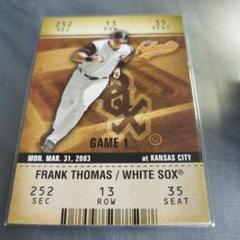 252 13 35
SEC ROW SEAT
SOX
GAME 1 ®
MON. MAR. 31, 2003 at KANSAS CITY
FRANK THOMAS / WHITE SOX®
252 13 35
SEC ROW SEAT